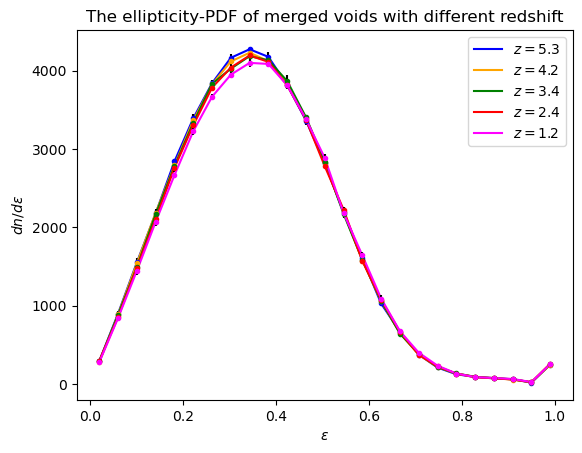 The ellipticity-PDF of merged voids with different redshift
dn/dε
4000
3000
2000
1000
0
z = 5.3
z = 4.2
z = 3.4
z = 2.4
z = 1.2
0.0 0.2 0.4 0.6 0.8 1.0
ε